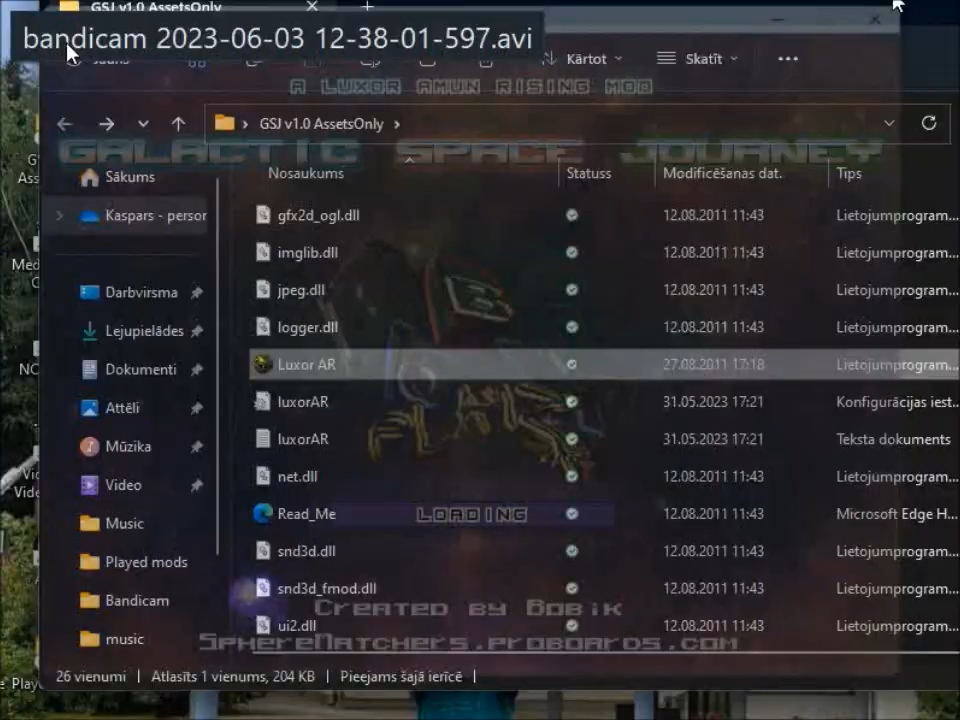 GSJ v1.0 AssetsOnly
bandicam 2023-06-03 12-38-01-597.avi
Jauns
Kārtot
Skatīt
A LUXOR AMUN RISING MOD
GSJ v1.0 AssetsOnly
GALACTIC SPACE JOURNEY
Nosaukums Statuss Modificēšanas dat. Tips
Sākums
Kaspars - persor
Darbvirsma
Lejupielādes
Dokumenti
Attēli
Mūzika
Video
Music
Played mods
Bandicam
music
gfx2d_ogl.dll 12.08.2011 11:43 Lietojumprogram...
imglib.dll 12.08.2011 11:43 Lietojumprogram...
jpeg.dll 12.08.2011 11:43 Lietojumprogram...
logger.dll 12.08.2011 11:43 Lietojumprogram...
Luxor AR 27.08.2011 17:18 Lietojumprogram...
luxorAR 31.05.2023 17:21 Konfigurācijas iest...
luxorAR 31.05.2023 17:21 Teksta dokuments
net.dll 12.08.2011 11:43 Lietojumprogram...
Read_Me 12.08.2011 11:43 Microsoft Edge H...
LOADING
snd3d.dll 12.08.2011 11:43 Lietojumprogram...
snd3d_fmod.dll 12.08.2011 11:43 Lietojumprogram...
Created by Bobik
ui2.dll 12.08.2011 11:43 Lietojumprogram...
SphereMatchers.proboards.com
26 vienumi Atlasīts 1 vienums, 204 KB Pieejams šajā ierīcē